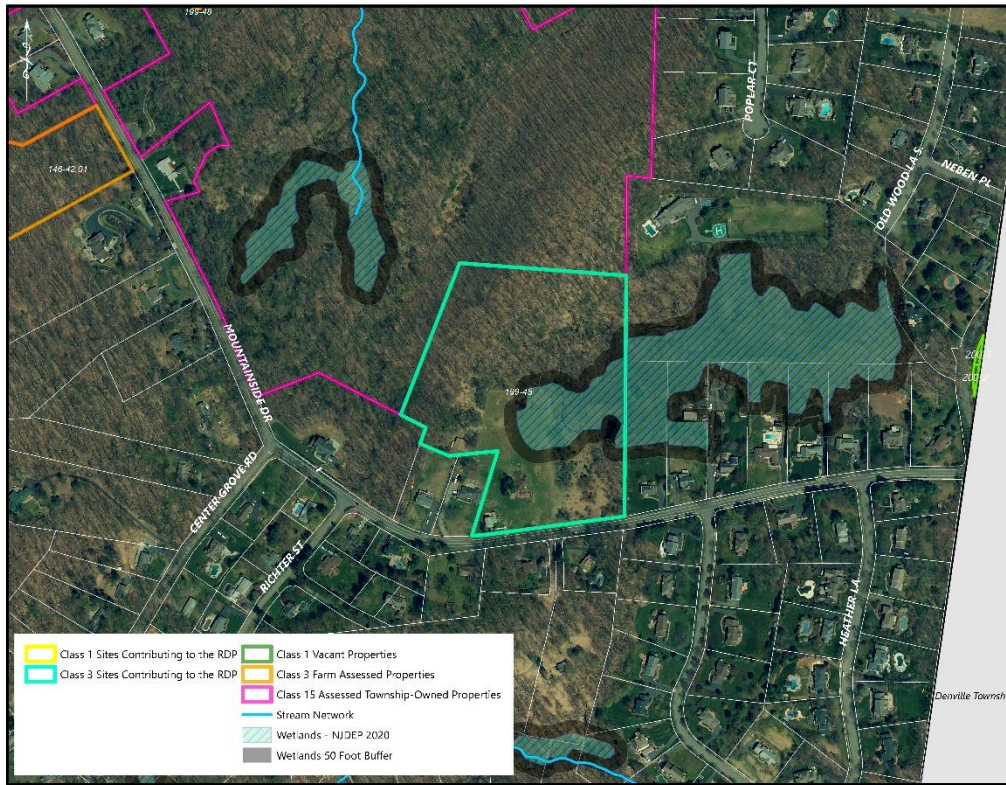 199-48
POPLAR CT
146-42.01
OLD WOOD LA S.
NEBEN PL
H
MOUNTAINSIDE DR
199-45
CENTER GROVE RD
RICHTER ST
HEATHER LA
Class 1 Sites Contributing to the RDP
Class 3 Sites Contributing to the RDP
Class 1 Vacant Properties
Class 3 Farm Assessed Properties
Class 15 Assessed Township-Owned Properties
Stream Network
Wetlands - NJDEP 2020
Wetlands 50 Foot Buffer
Denville Townsh